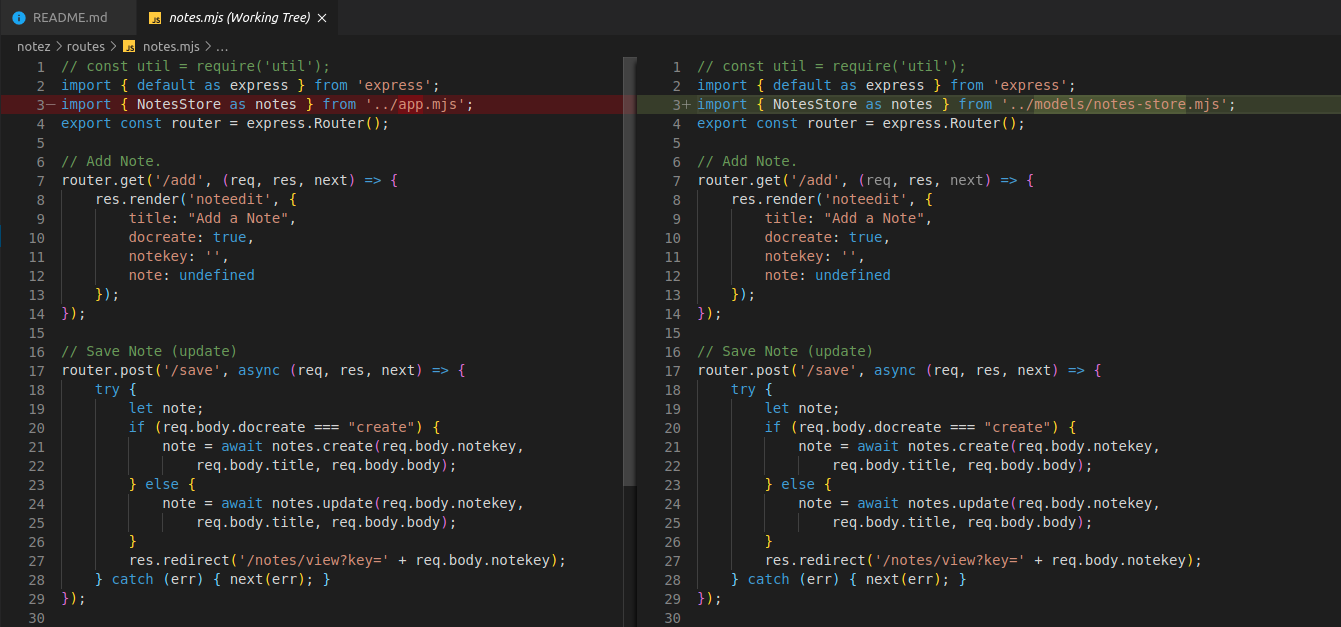 README.md
notes.mjs (Working Tree)
notez > routes > JS notes.mjs > …
1 // const util = require('util');
2 import { default as express } from 'express';
3− import { NotesStore as notes } from '../app.mjs';
4 export const router = express.Router();
5
6 // Add Note.
7 router.get('/add', (req, res, next) => {
8     res.render('noteedit', {
9         title: "Add a Note",
10         docreate: true,
11         notekey: '',
12         note: undefined
13     });
14 });
15
16 // Save Note (update)
17 router.post('/save', async (req, res, next) => {
18     try {
19         let note;
20         if (req.body.docreate === "create") {
21             note = await notes.create(req.body.notekey,
22                 req.body.title, req.body.body);
23         } else {
24             note = await notes.update(req.body.notekey,
25                 req.body.title, req.body.body);
26         }
27         res.redirect('/notes/view?key=' + req.body.notekey);
28     } catch (err) { next(err); }
29 });
30
1 // const util = require('util');
2 import { default as express } from 'express';
3+ import { NotesStore as notes } from '../models/notes-store.mjs';
4 export const router = express.Router();
5
6 // Add Note.
7 router.get('/add', (req, res, next) => {
8     res.render('noteedit', {
9         title: "Add a Note",
10         docreate: true,
11         notekey: '',
12         note: undefined
13     });
14 });
15
16 // Save Note (update)
17 router.post('/save', async (req, res, next) => {
18     try {
19         let note;
20         if (req.body.docreate === "create") {
21             note = await notes.create(req.body.notekey,
22                 req.body.title, req.body.body);
23         } else {
24             note = await notes.update(req.body.notekey,
25                 req.body.title, req.body.body);
26         }
27         res.redirect('/notes/view?key=' + req.body.notekey);
28     } catch (err) { next(err); }
29 });
30